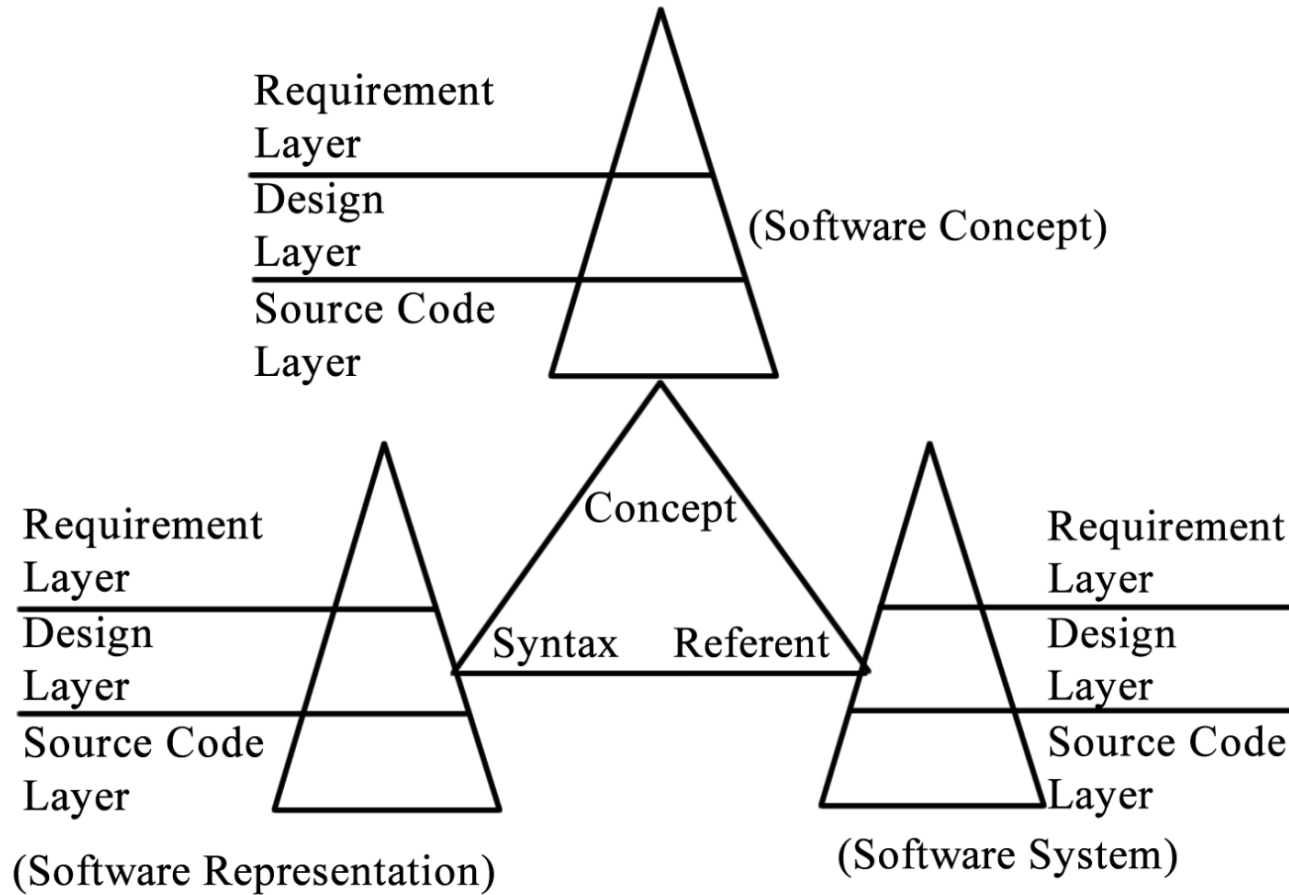 Requirement
Layer
Design
Layer
(Software Concept)
Source Code
Layer
Concept
Syntax Referent
Requirement
Layer
Design
Layer
Source Code
Layer
(Software Representation)
Requirement
Layer
Design
Layer
Source Code
Layer
(Software System)